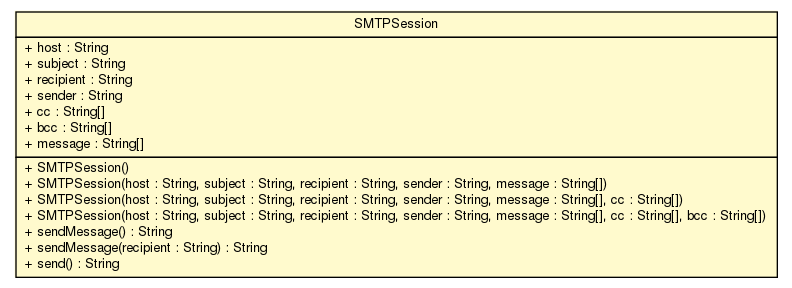 SMTPSession
+ host : String
+ subject : String
+ recipient : String
+ sender : String
+ cc : String[]
+ bcc : String[]
+ message : String[]
+ SMTPSession()
+ SMTPSession(host : String, subject : String, recipient : String, sender : String, message : String[])
+ SMTPSession(host : String, subject : String, recipient : String, sender : String, message : String[], cc : String[])
+ SMTPSession(host : String, subject : String, recipient : String, sender : String, message : String[], cc : String[], bcc : String[])
+ sendMessage() : String
+ sendMessage(recipient : String) : String
+ send() : String